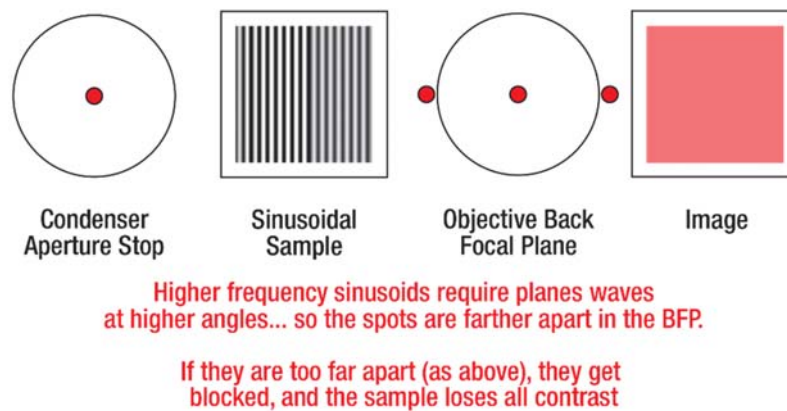 Condenser
Aperture Stop
Sinusoidal
Sample
Objective Back
Focal Plane
Image
Higher frequency sinusoids require planes waves
at higher angles... so the spots are farther apart in the BFP.
If they are too far apart (as above), they get
blocked, and the sample loses all contrast